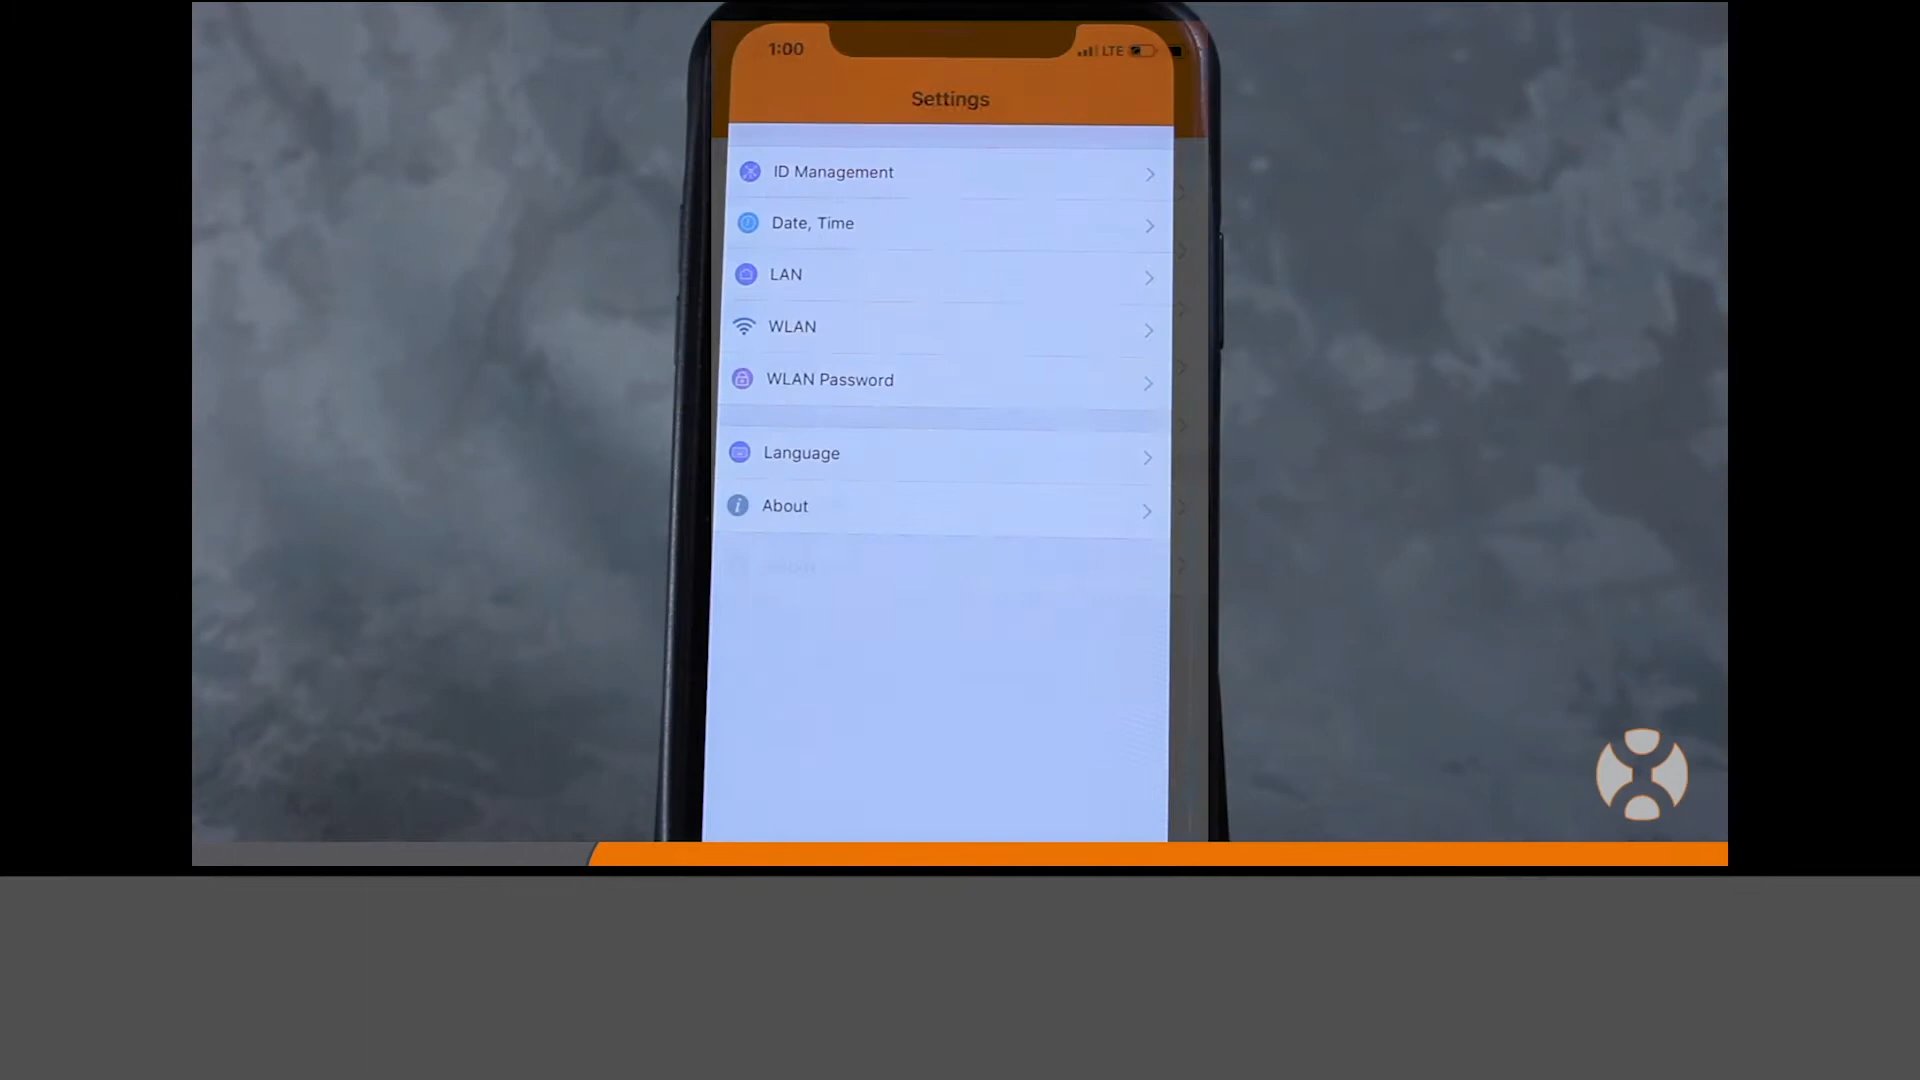 1:00
LTE
Settings
ID Management
Date, Time
LAN
WLAN
WLAN Password
Language
About